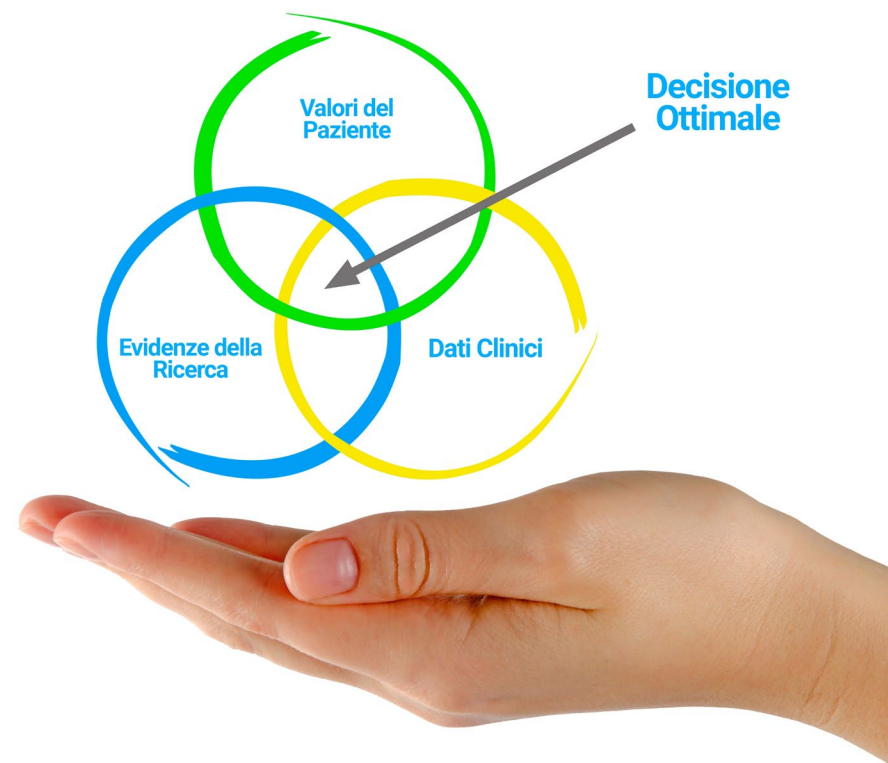 Valori del
Paziente
Decisione
Ottimale
Evidenze della
Ricerca
Dati Clinici